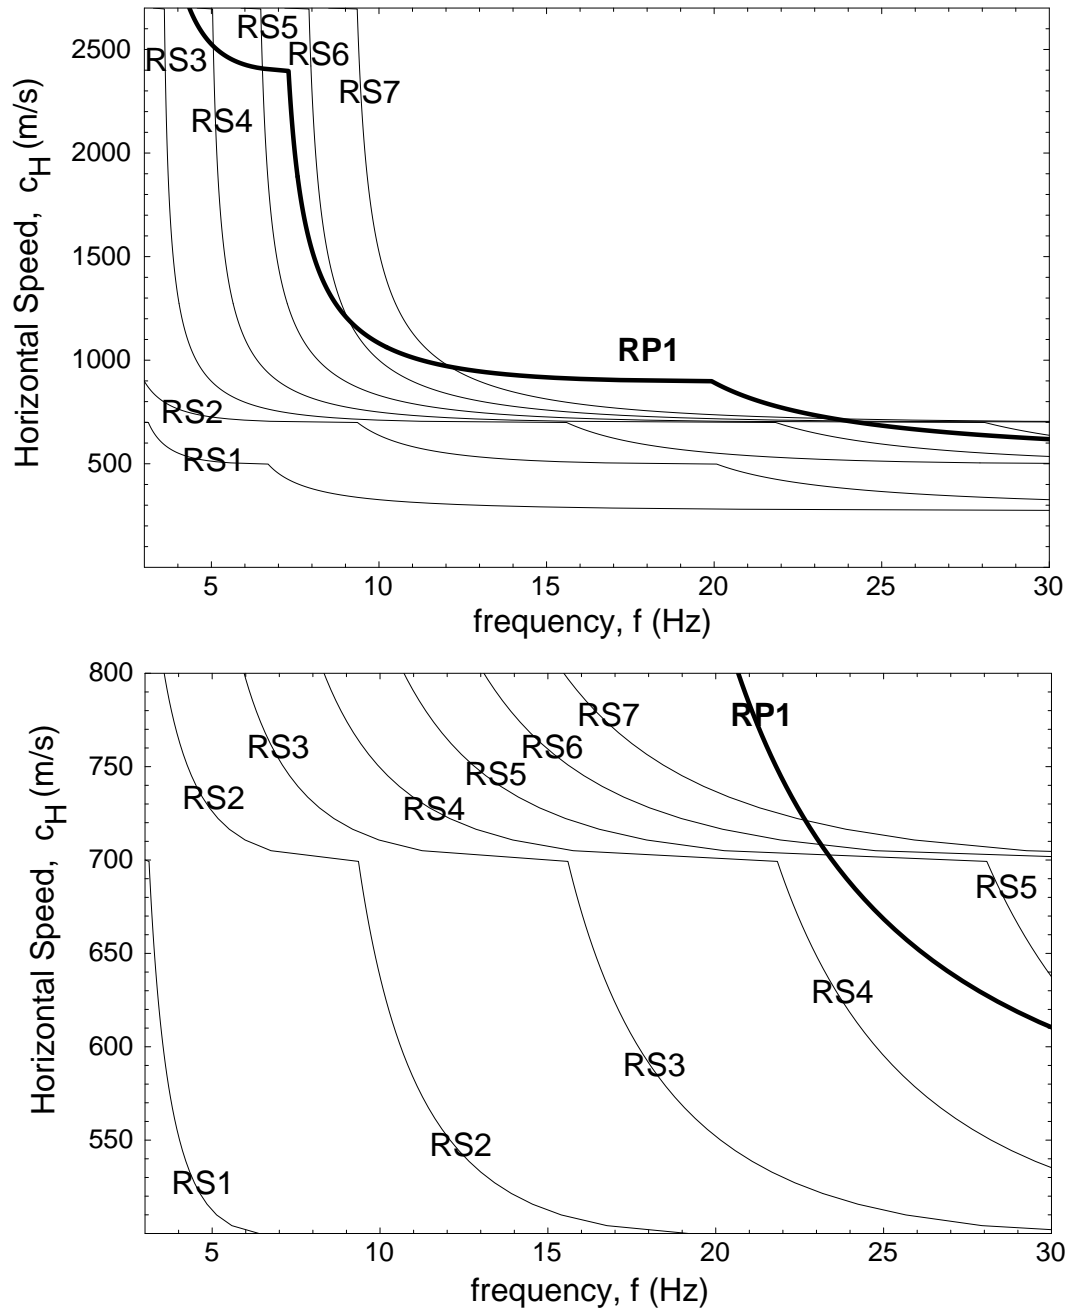 2500
2000
1500
1000
500
Horizontal Speed, cH (m/s)
RS3
RS4
RS5
RS6
RS7
RP1
RS2
RS1
5 10 15 20 25 30
frequency, f (Hz)
800
750
700
650
600
550
Horizontal Speed, cH (m/s)
RS7
RP1
RS3
RS6
RS5
RS2
RS4
RS5
RS4
RS3
RS2
RS1
5 10 15 20 25 30
frequency, f (Hz)